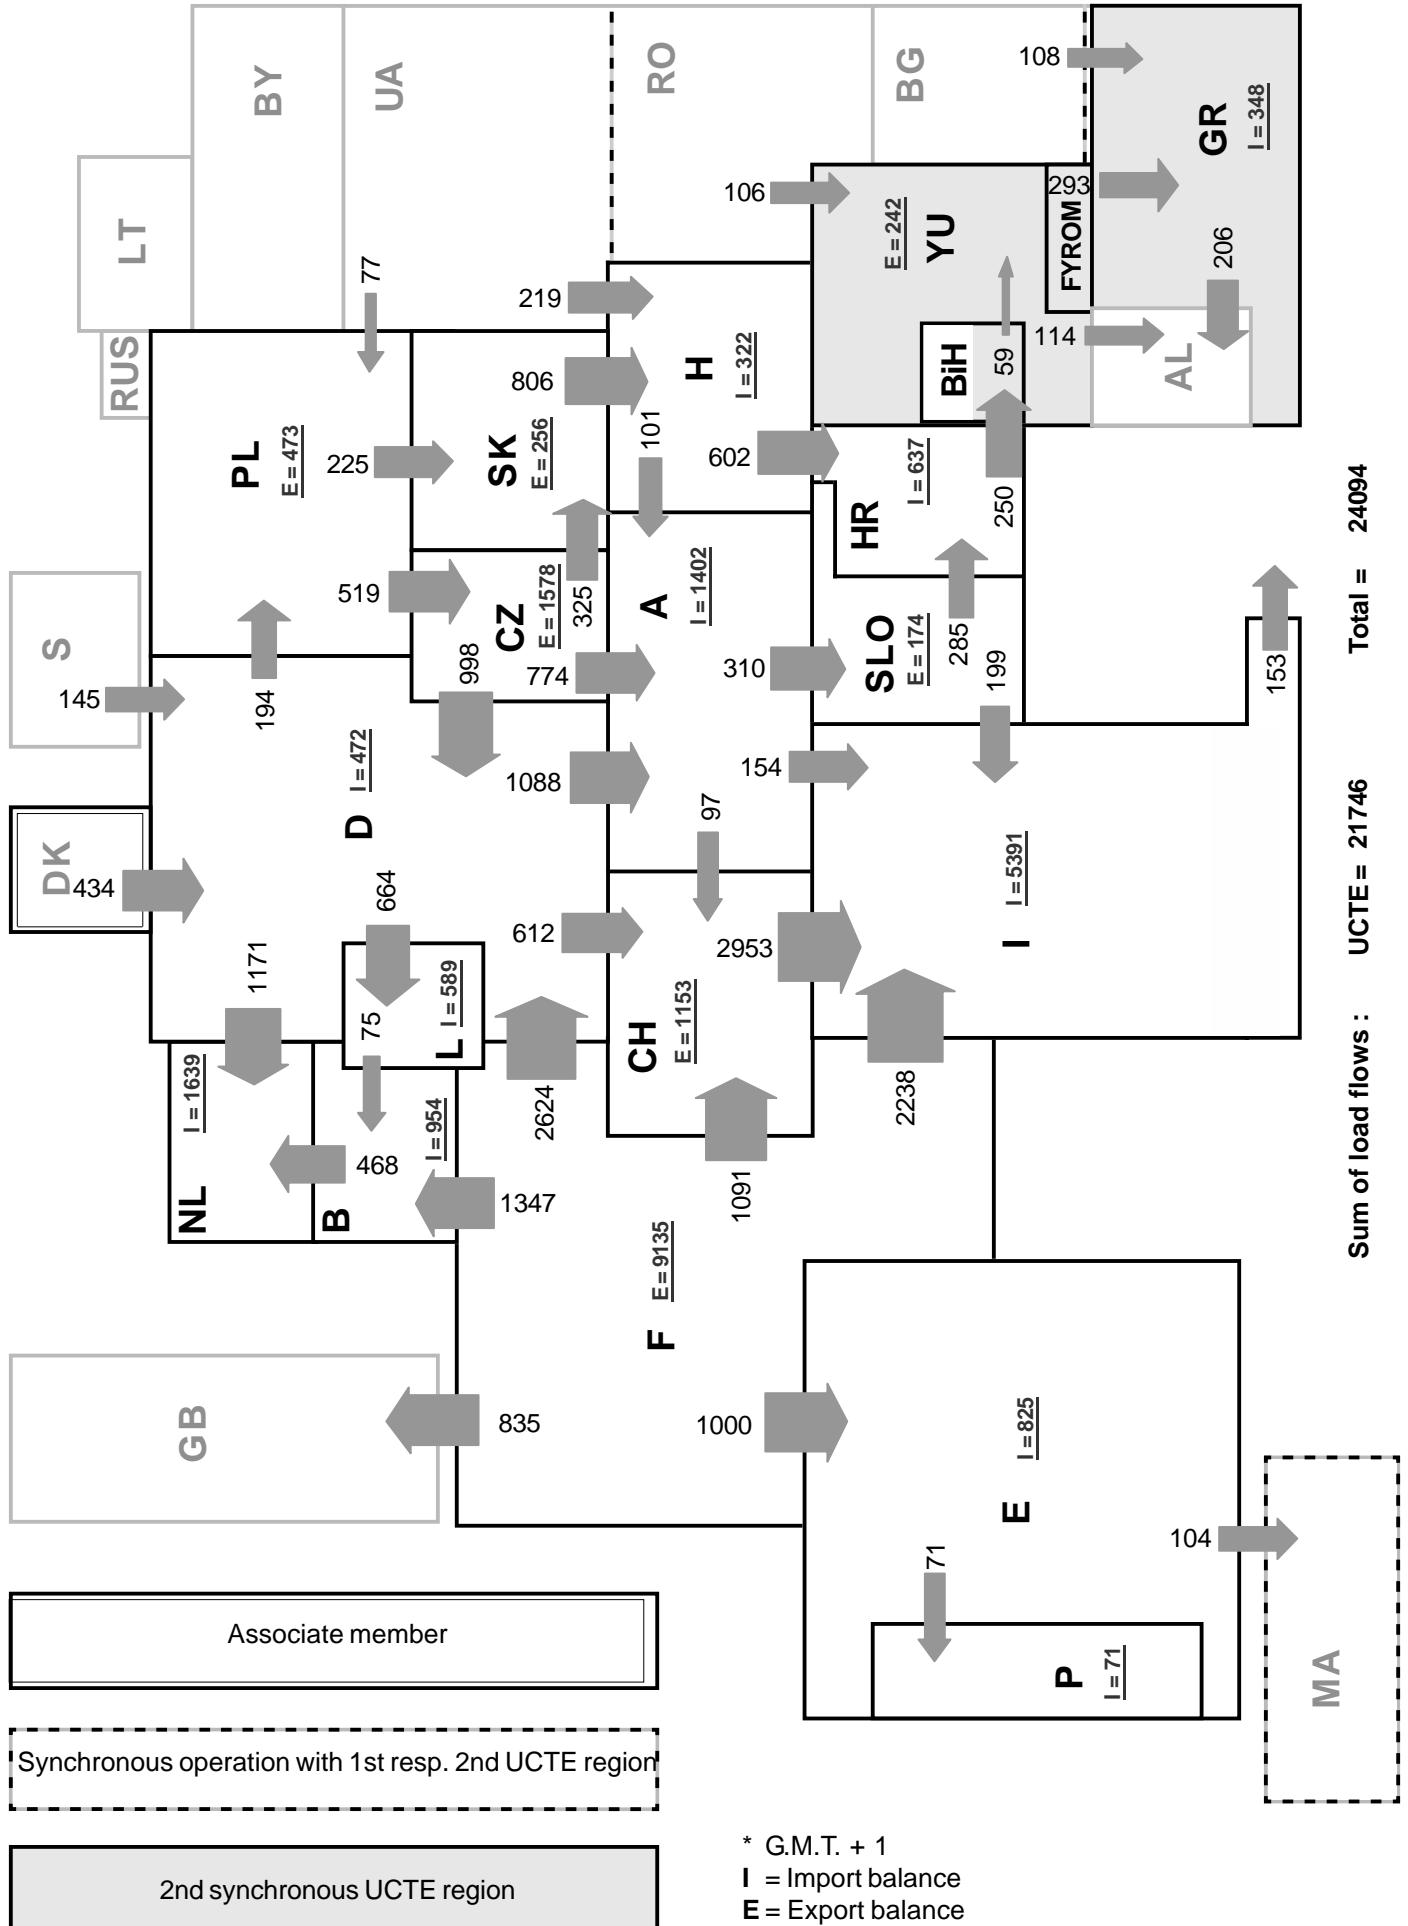 BY
UA
RO
BG
108
GR
I = 348
LT
RUS
77
219
106
E = 242
YU
293
FYROM
206
PL
E = 473
225
SK
E = 256
806
H
I = 322
101
602
BiH
59
114
AL
HR
I = 637
250
S
145
194
519
CZ
E = 1578
325
998
774
A
I = 1402
310
SLO
E = 174
285
199
153
DK
434
D
I = 472
1088
154
97
664
612
2953
I
I = 5391
1171
75
L
I = 589
CH
E = 1153
NL
I = 1639
B
I = 954
468
1347
2624
1091
2238
F
E = 9135
GB
835
1000
E
I = 825
71
104
P
I = 71
MA
Sum of load flows : UCTE = 21746 Total = 24094
Associate member
Synchronous operation with 1st resp. 2nd UCTE region
2nd synchronous UCTE region
* G.M.T. + 1
I = Import balance
E = Export balance